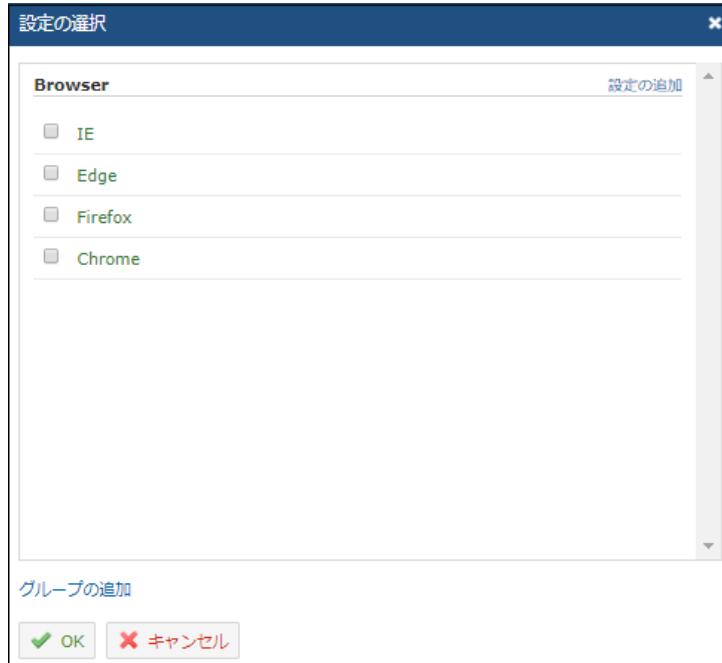 設定の選択
Browser 設定の追加
IE
Edge
Firefox
Chrome
グループの追加
OK キャンセル